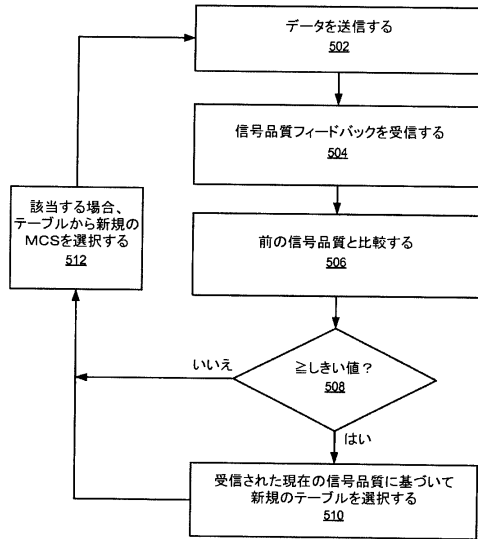 データを送信する
502
信号品質フィードバックを受信する
504
該当する場合、
テーブルから新規の
MCSを選択する
512
前の信号品質と比較する
506
≧しきい値？
508
いいえ
はい
受信された現在の信号品質に基づいて
新規のテーブルを選択する
510